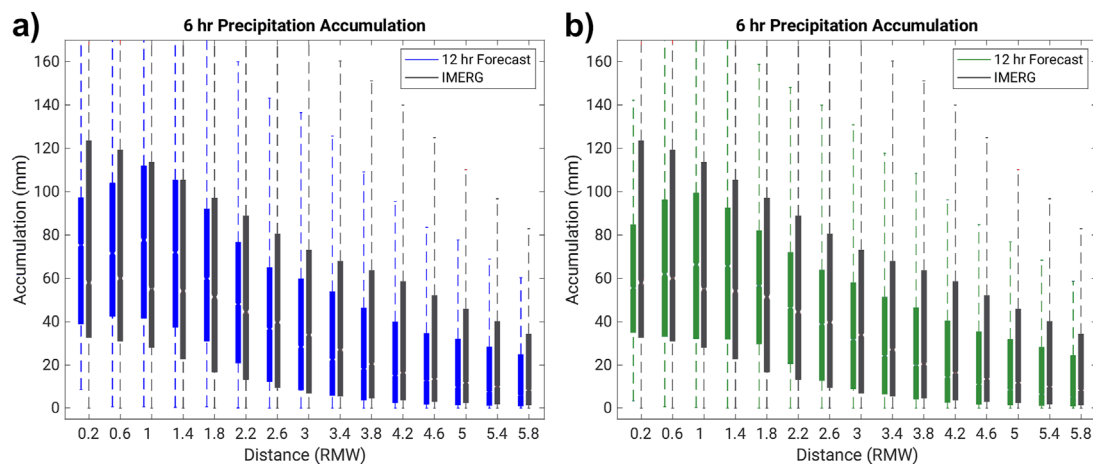 a)
6 hr Precipitation Accumulation
12 hr Forecast
IMERG
Accumulation (mm)
160
140
120
100
80
60
40
20
0
0.2 0.6 1 1.4 1.8 2.2 2.6 3 3.4 3.8 4.2 4.6 5 5.4 5.8
Distance (RMW)
b)
6 hr Precipitation Accumulation
12 hr Forecast
IMERG
Accumulation (mm)
160
140
120
100
80
60
40
20
0
0.2 0.6 1 1.4 1.8 2.2 2.6 3 3.4 3.8 4.2 4.6 5 5.4 5.8
Distance (RMW)